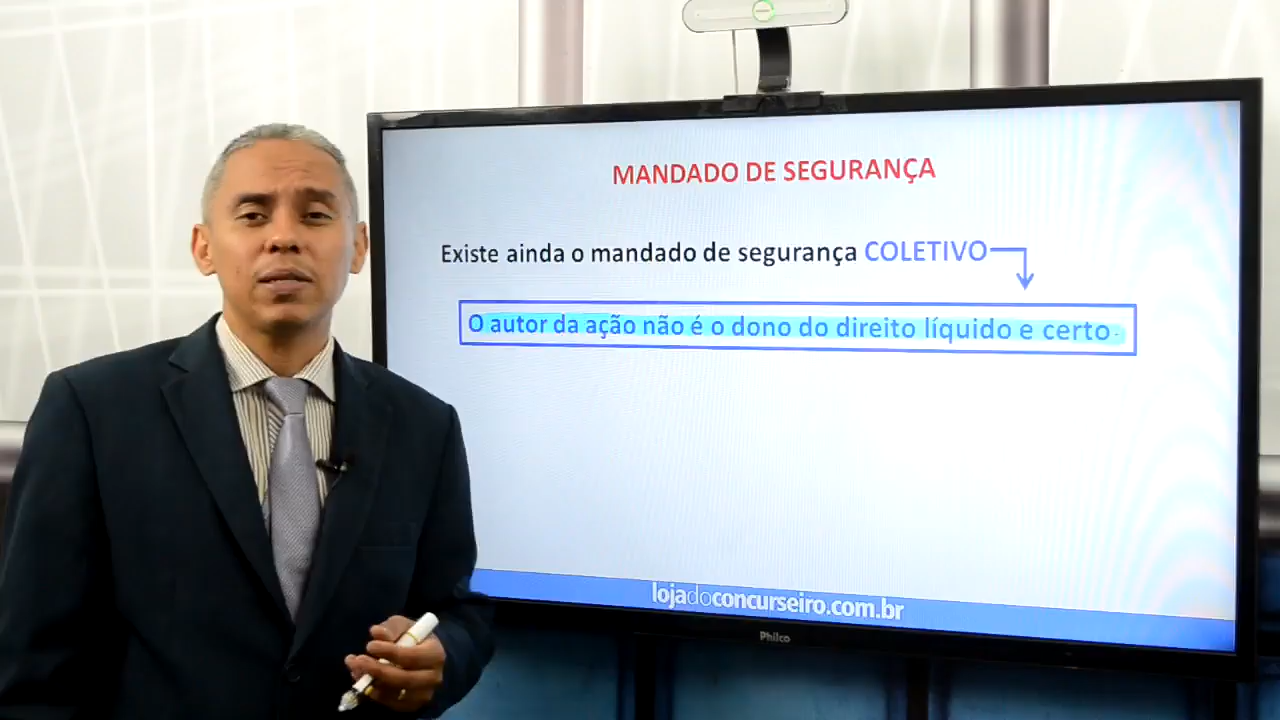 MANDADO DE SEGURANÇA
Existe ainda o mandado de segurança COLETIVO
O autor da ação não é o dono do direito líquido e certo
lojadoconcurseiro.com.br
Philco